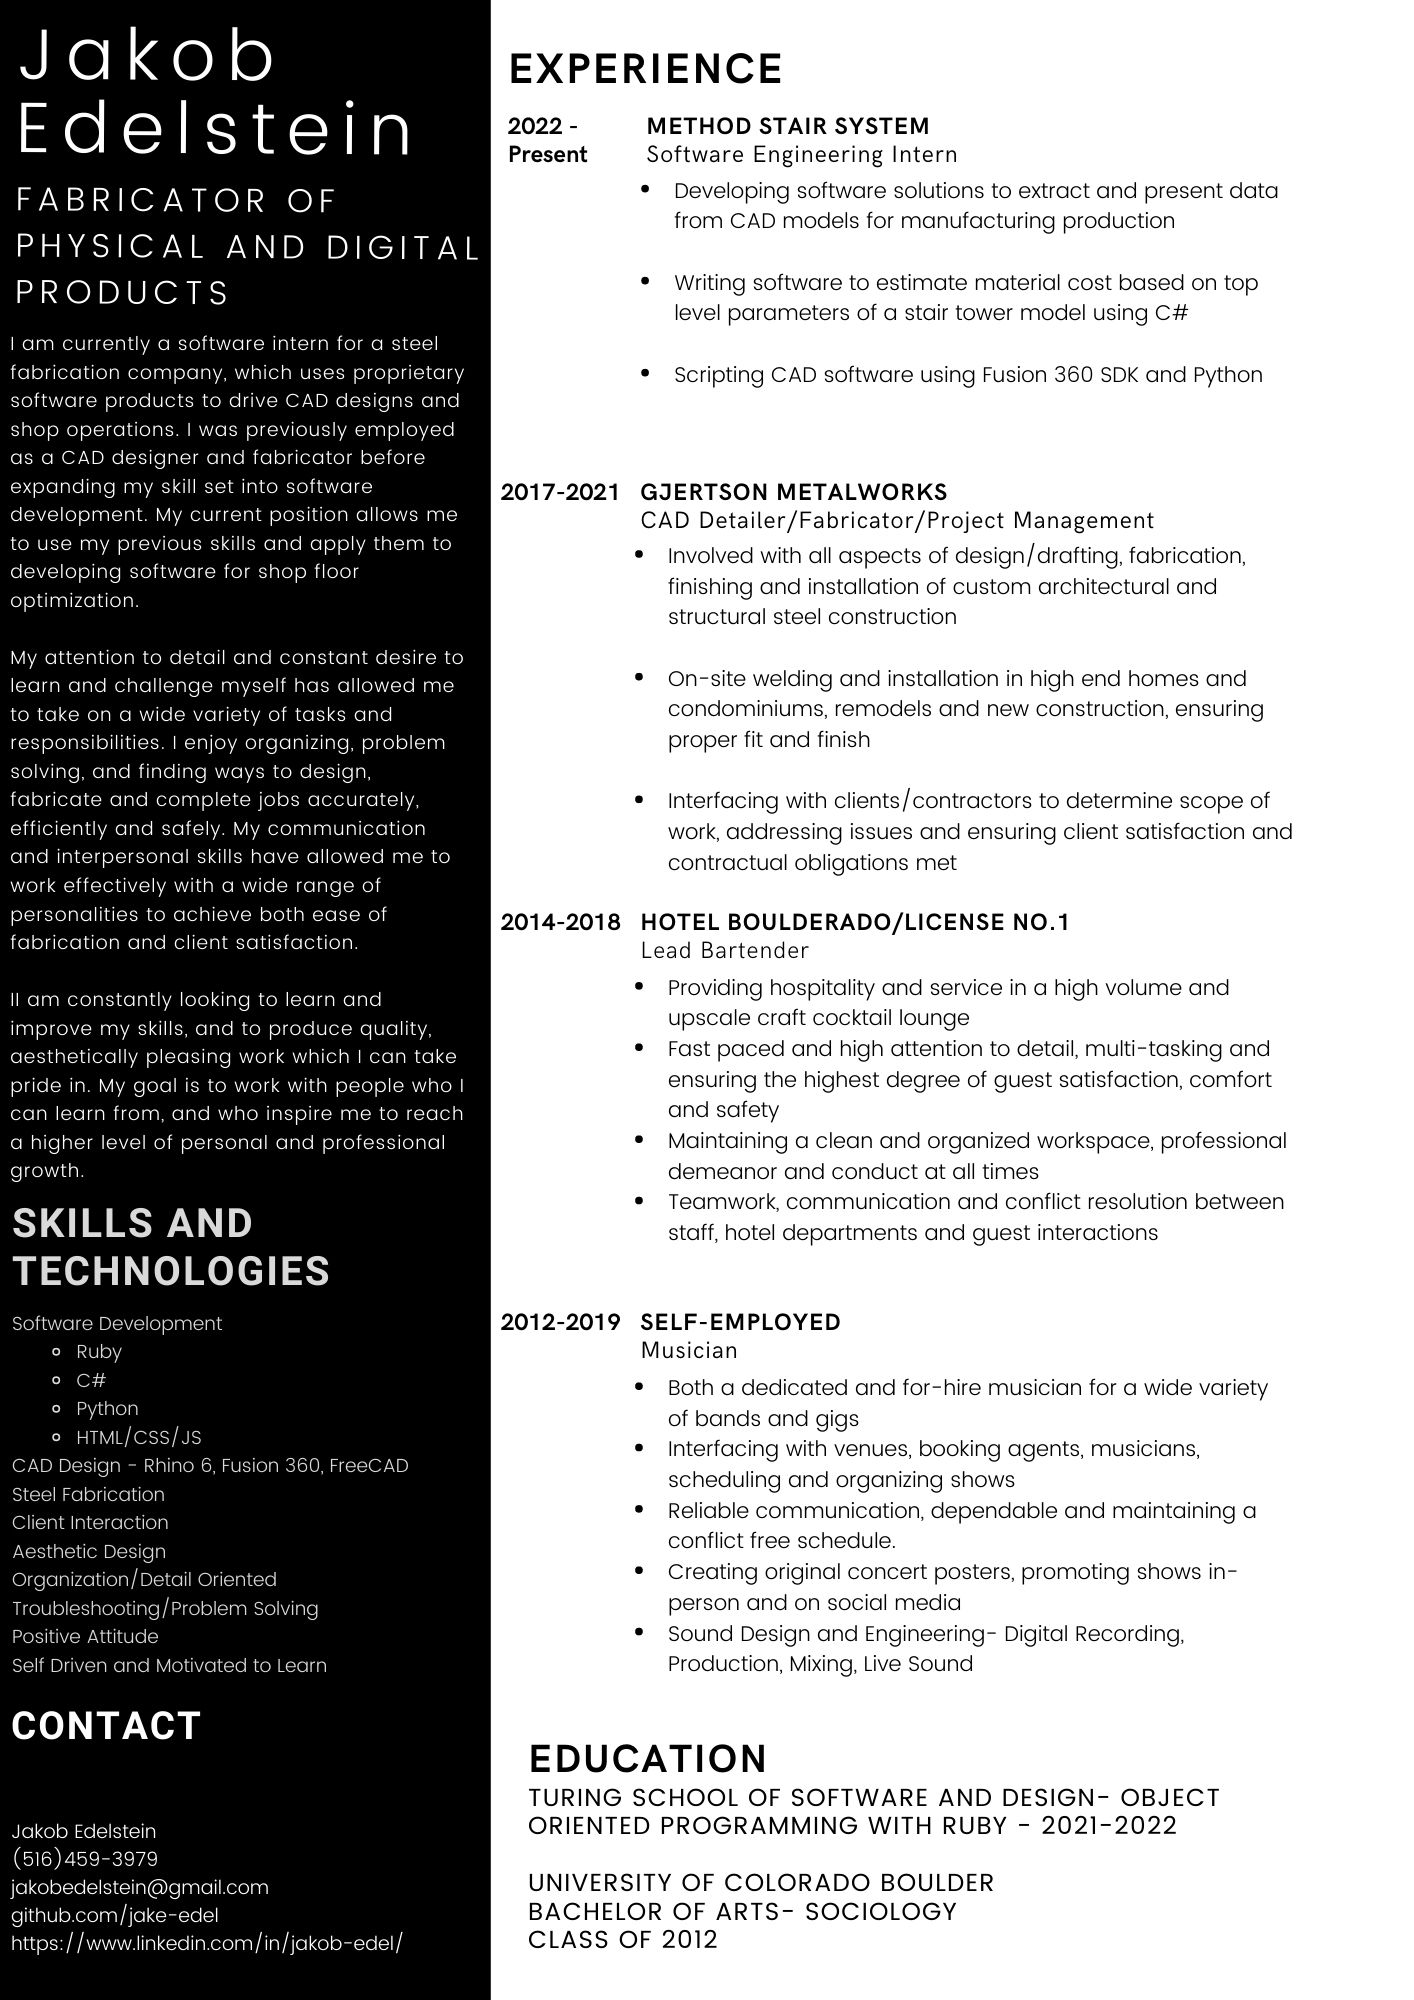 Jakob
Edelstein
FABRICATOR OF
PHYSICAL AND DIGITAL
PRODUCTS
I am currently a software intern for a steel
fabrication company, which uses proprietary
software products to drive CAD designs and
shop operations. I was previously employed
as a CAD designer and fabricator before
expanding my skill set into software
development. My current position allows me
to use my previous skills and apply them to
developing software for shop floor
optimization.
My attention to detail and constant desire to
learn and challenge myself has allowed me
to take on a wide variety of tasks and
responsibilities. I enjoy organizing, problem
solving, and finding ways to design,
fabricate and complete jobs accurately,
efficiently and safely. My communication
and interpersonal skills have allowed me to
work effectively with a wide range of
personalities to achieve both ease of
fabrication and client satisfaction.
II am constantly looking to learn and
improve my skills, and to produce quality,
aesthetically pleasing work which I can take
pride in. My goal is to work with people who I
can learn from, and who inspire me to reach
a higher level of personal and professional
growth.
SKILLS AND
TECHNOLOGIES
Software Development
Ruby
C#
Python
HTML/CSS/JS
CAD Design - Rhino 6, Fusion 360, FreeCAD
Steel Fabrication
Client Interaction
Aesthetic Design
Organization/Detail Oriented
Troubleshooting/Problem Solving
Positive Attitude
Self Driven and Motivated to Learn
CONTACT
Jakob Edelstein
(516)459-3979
jakobedelstein@gmail.com
github.com/jake-edel
https://www.linkedin.com/in/jakob-edel/
EXPERIENCE
2022 -
Present
METHOD STAIR SYSTEM
Software Engineering Intern
• Developing software solutions to extract and present data
from CAD models for manufacturing production
• Writing software to estimate material cost based on top
level parameters of a stair tower model using C#
• Scripting CAD software using Fusion 360 SDK and Python
2017-2021 GJERTSON METALWORKS
CAD Detailer/Fabricator/Project Management
• Involved with all aspects of design/drafting, fabrication,
finishing and installation of custom architectural and
structural steel construction
• On-site welding and installation in high end homes and
condominiums, remodels and new construction, ensuring
proper fit and finish
• Interfacing with clients/contractors to determine scope of
work, addressing issues and ensuring client satisfaction and
contractual obligations met
2014-2018 HOTEL BOULDERADO/LICENSE NO.1
Lead Bartender
• Providing hospitality and service in a high volume and
upscale craft cocktail lounge
• Fast paced and high attention to detail, multi-tasking and
ensuring the highest degree of guest satisfaction, comfort
and safety
• Maintaining a clean and organized workspace, professional
demeanor and conduct at all times
• Teamwork, communication and conflict resolution between
staff, hotel departments and guest interactions
2012-2019 SELF-EMPLOYED
Musician
• Both a dedicated and for-hire musician for a wide variety
of bands and gigs
• Interfacing with venues, booking agents, musicians,
scheduling and organizing shows
• Reliable communication, dependable and maintaining a
conflict free schedule.
• Creating original concert posters, promoting shows in-
person and on social media
• Sound Design and Engineering- Digital Recording,
Production, Mixing, Live Sound
EDUCATION
TURING SCHOOL OF SOFTWARE AND DESIGN- OBJECT
ORIENTED PROGRAMMING WITH RUBY - 2021-2022
UNIVERSITY OF COLORADO BOULDER
BACHELOR OF ARTS- SOCIOLOGY
CLASS OF 2012